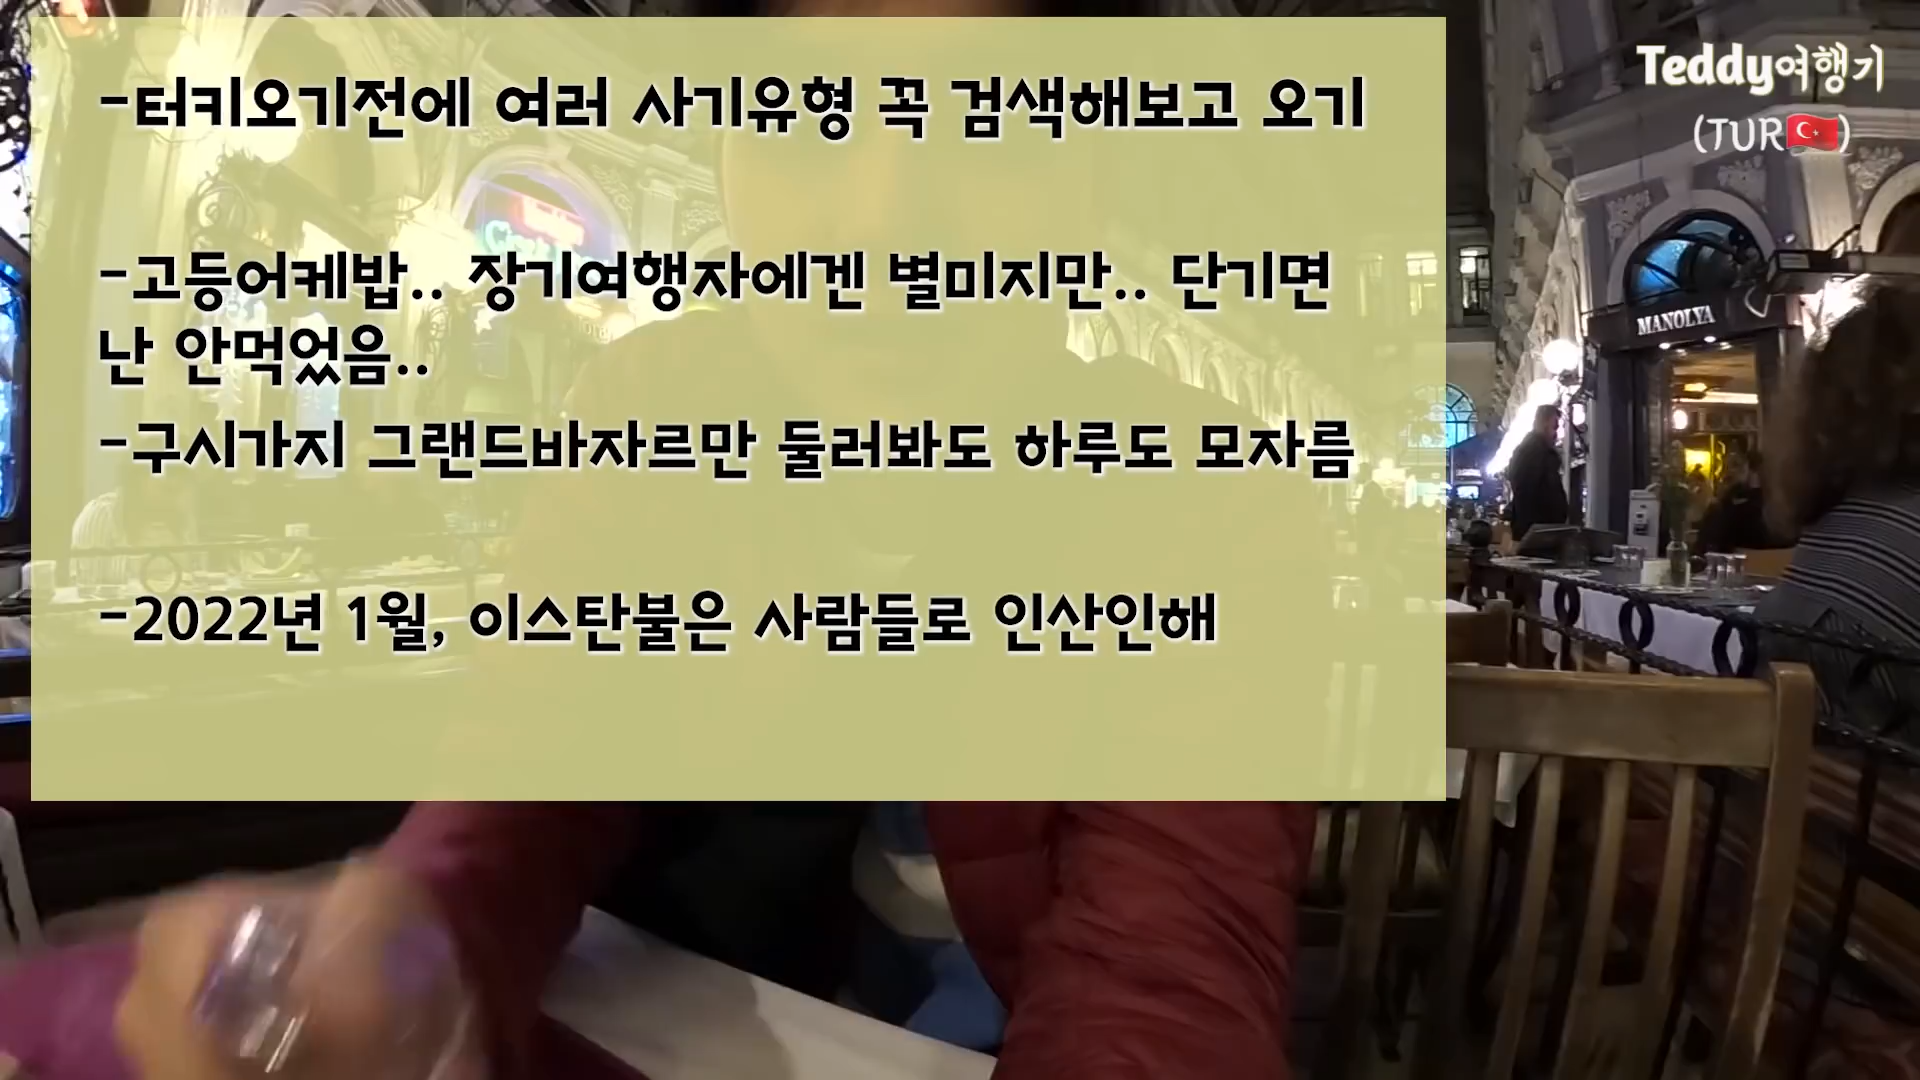 -터키오기전에 여러 사기유형 꼭 검색해보고 오기
-고등어케밥.. 장기여행자에겐 별미지만.. 단기면
난 안먹었음..
-구시가지 그랜드바자르만 둘러봐도 하루도 모자름
-2022년 1월, 이스탄불은 사람들로 인산인해
Teddy여행기
(TUR🇹🇷)
MANOLYA